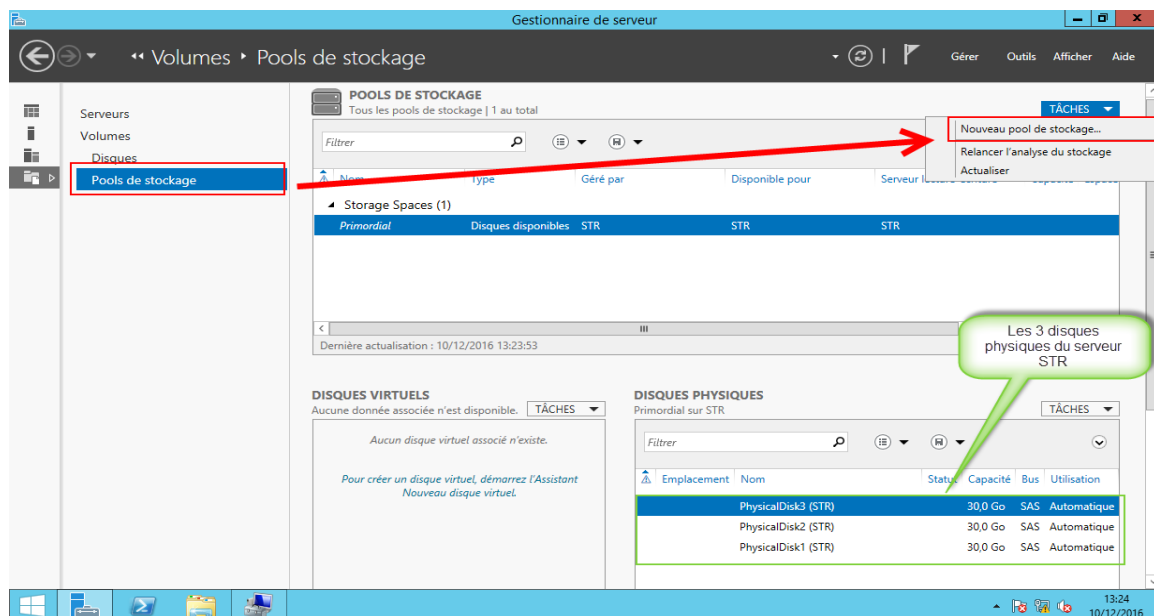 Gestionnaire de serveur
Volumes Pools de stockage
Gérer Outils Afficher Aide
Serveurs
Volumes
Disques
Pools de stockage
POOLS DE STOCKAGE
Tous les pools de stockage | 1 au total
TÂCHES
Nouveau pool de stockage...
Relancer l'analyse du stockage
Actualiser
Filtrer
Nom Type Géré par Disponible pour Serveur
Storage Spaces (1)
Primordial Disques disponibles STR STR STR
Dernière actualisation : 10/12/2016 13:23:53
Les 3 disques
physiques du serveur
STR
DISQUES VIRTUELS
Aucune donnée associée n'est disponible. TÂCHES
Aucun disque virtuel associé n'existe.
Pour créer un disque virtuel, démarrez l'Assistant
Nouveau disque virtuel.
DISQUES PHYSIQUES
Primordial sur STR
TÂCHES
Filtrer
Emplacement Nom Statut Capacité Bus Utilisation
PhysicalDisk3 (STR) 30,0 Go SAS Automatique
PhysicalDisk2 (STR) 30,0 Go SAS Automatique
PhysicalDisk1 (STR) 30,0 Go SAS Automatique
13:24
10/12/2016